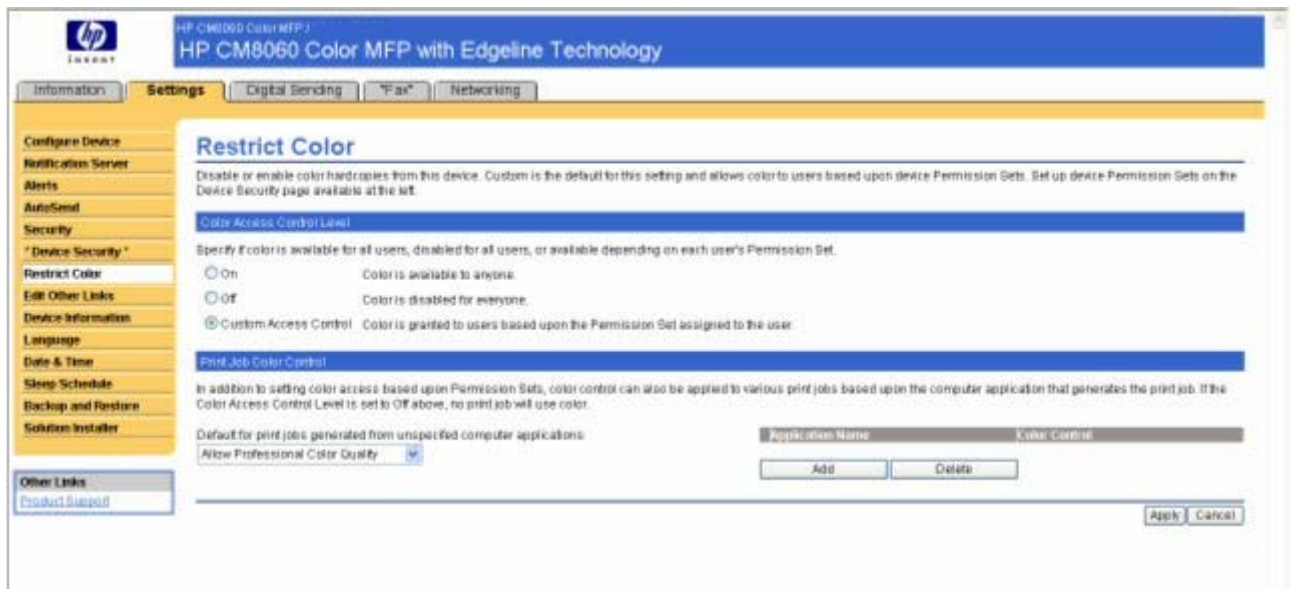 hp
invent
HP CM8060 Color MFP /
HP CM8060 Color MFP with Edgeline Technology
Information
Settings
Digital Sending
"Fax"
Networking
Configure Device
Notification Server
Alerts
AutoSend
Security
"Device Security"
Restrict Color
Edit Other Links
Device Information
Language
Date & Time
Sleep Schedule
Backup and Restore
Solution Installer
Other Links
Product Support
Restrict Color
Disable or enable color hardcopies from this device. Custom is the default for this setting and allows color to users based upon device Permission Sets. Set up device Permission Sets on the
Device Security page available at the left.
Color Access Control Level
Specify if color is available for all users, disabled for all users, or available depending on each user's Permission Set.
On Color is available to anyone.
Off Color is disabled for everyone.
Custom Access Control Color is granted to users based upon the Permission Set assigned to the user.
Print Job Color Control
In addition to setting color access based upon Permission Sets, color control can also be applied to various print jobs based upon the computer application that generates the print job. If the
Color Access Control Level is set to Off above, no print job will use color.
Default for print jobs generated from unspecified computer applications:
Allow Professional Color Quality
Application Name Color Control
Add Delete
Apply Cancel